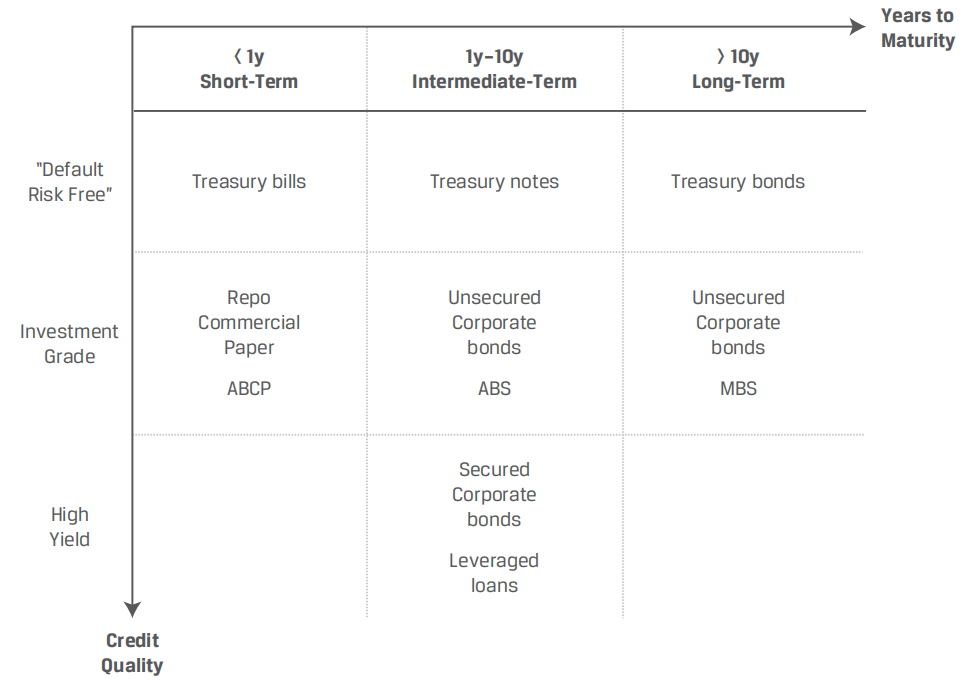 Years to
Maturity
〈 1y
Short-Term
1y–10y
Intermediate-Term
〉 10y
Long-Term
"Default
Risk Free”
Treasury bills
Treasury notes
Treasury bonds
Investment
Grade
Repo
Commercial
Paper
ABCP
Unsecured
Corporate
bonds
ABS
Unsecured
Corporate
bonds
MBS
High
Yield
Secured
Corporate
bonds
Leveraged
loans
Credit
Quality